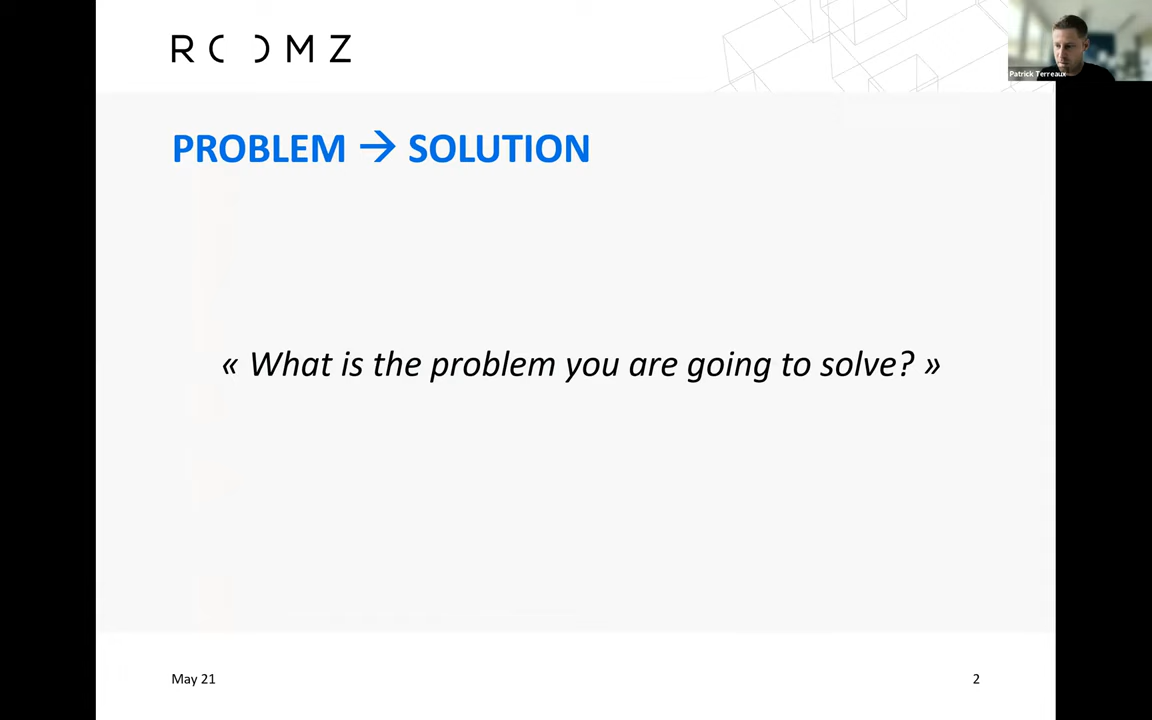 ROOMZ
Patrick Terreaux
PROBLEM → SOLUTION
« What is the problem you are going to solve? »
May 21
2